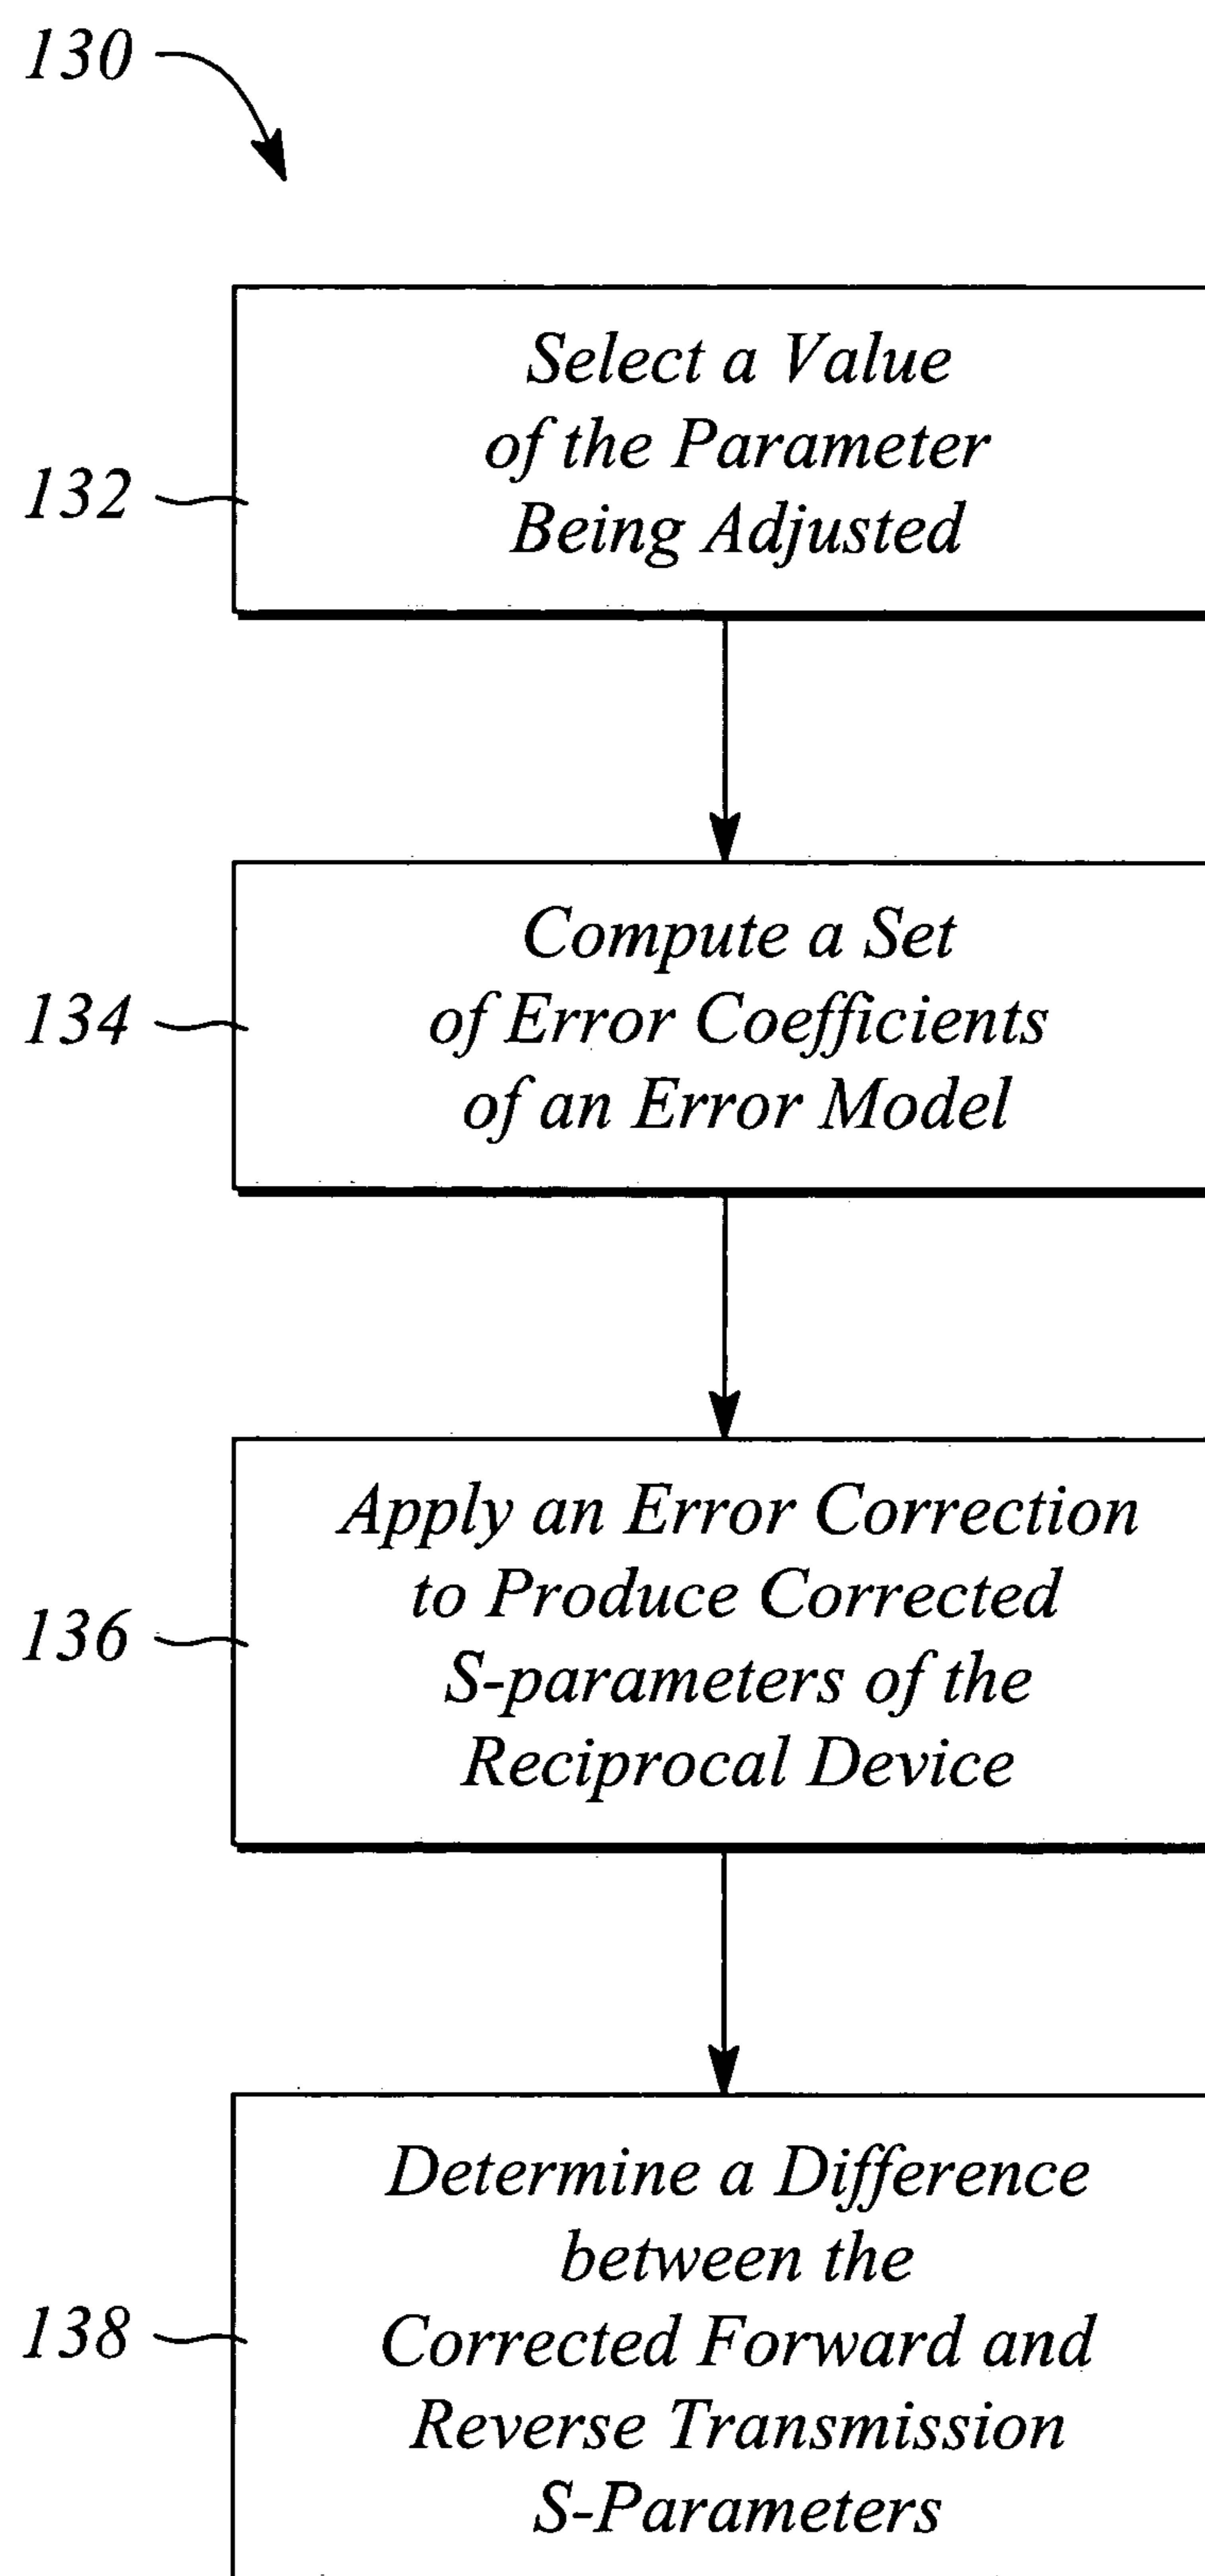 130
Select a Value
of the Parameter
Being Adjusted
132
Compute a Set
of Error Coefficients
of an Error Model
134
Apply an Error Correction
to Produce Corrected
S-parameters of the
Reciprocal Device
136
Determine a Difference
between the
Corrected Forward and
Reverse Transmission
S-Parameters
138